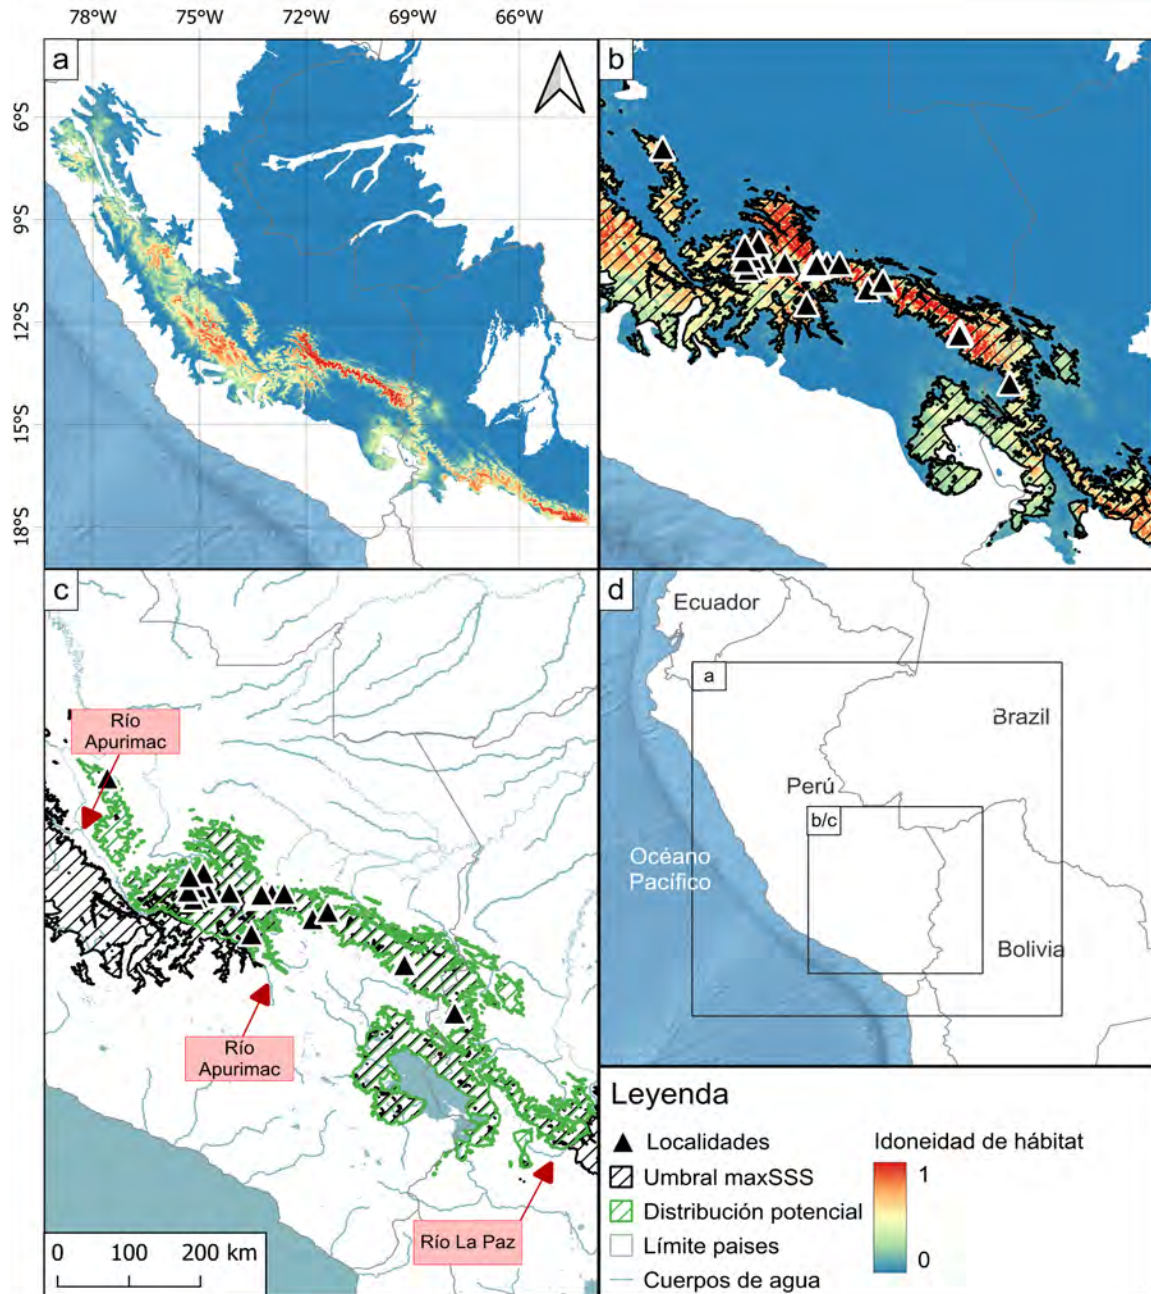 78°W 75°W 72°W 69°W 66°W
a
b
6°S
9°S
12°S
15°S
18°S
c
Río
Apurimac
Río
Apurimac
Río La Paz
0 100 200 km
d
Ecuador
a
Brazil
Perú
b/c
Océano
Pacífico
Bolivia
Leyenda
Localidades
Umbral maxSSS
Distribución potencial
Límite paises
Cuerpos de agua
Idoneidad de hábitat
1
0